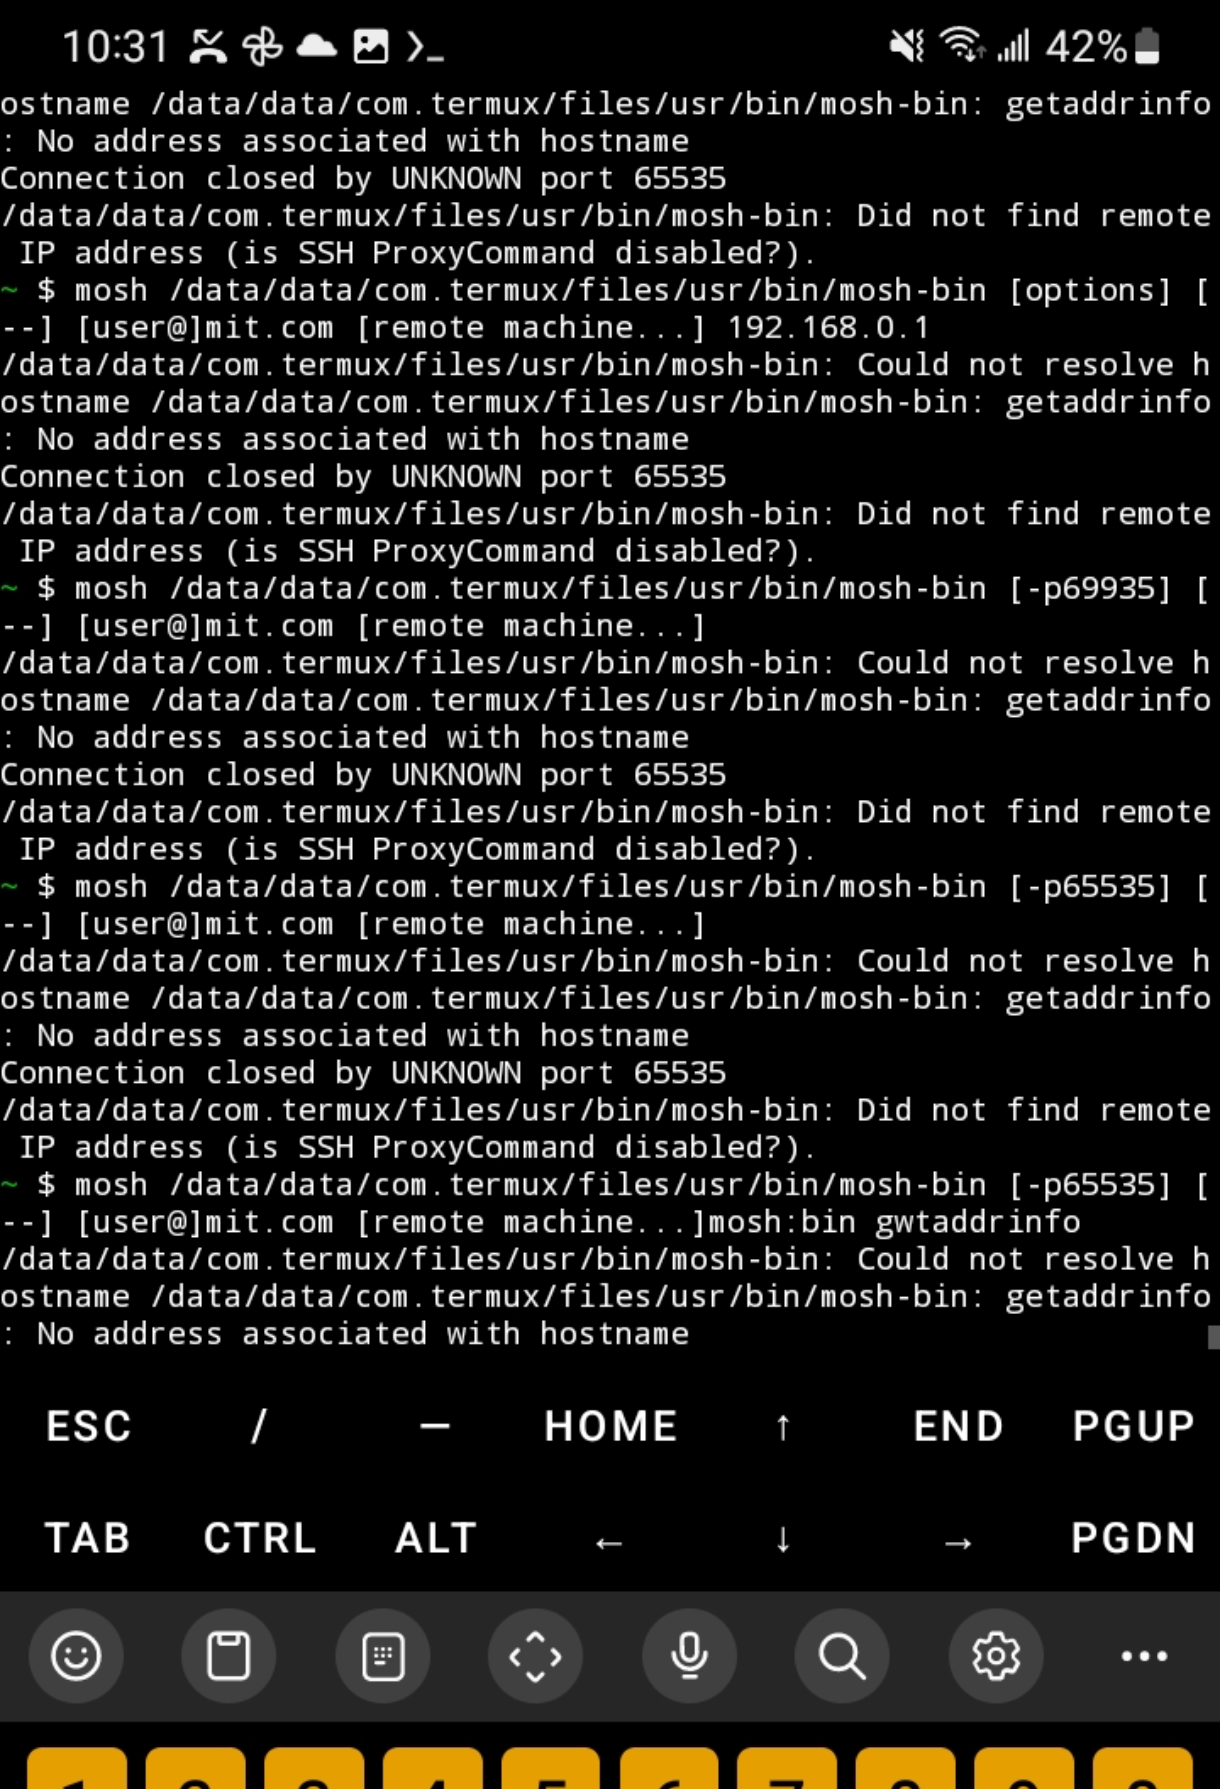 10:31 42%
ostname /data/data/com.termux/files/usr/bin/mosh-bin: getaddrinfo
: No address associated with hostname
Connection closed by UNKNOWN port 65535
/data/data/com.termux/files/usr/bin/mosh-bin: Did not find remote
 IP address (is SSH ProxyCommand disabled?).
~ $ mosh /data/data/com.termux/files/usr/bin/mosh-bin [options] [
--] [user@]mit.com [remote machine...] 192.168.0.1
/data/data/com.termux/files/usr/bin/mosh-bin: Could not resolve h
ostname /data/data/com.termux/files/usr/bin/mosh-bin: getaddrinfo
: No address associated with hostname
Connection closed by UNKNOWN port 65535
/data/data/com.termux/files/usr/bin/mosh-bin: Did not find remote
 IP address (is SSH ProxyCommand disabled?).
~ $ mosh /data/data/com.termux/files/usr/bin/mosh-bin [-p69935] [
--] [user@]mit.com [remote machine...]
/data/data/com.termux/files/usr/bin/mosh-bin: Could not resolve h
ostname /data/data/com.termux/files/usr/bin/mosh-bin: getaddrinfo
: No address associated with hostname
Connection closed by UNKNOWN port 65535
/data/data/com.termux/files/usr/bin/mosh-bin: Did not find remote
 IP address (is SSH ProxyCommand disabled?).
~ $ mosh /data/data/com.termux/files/usr/bin/mosh-bin [-p65535] [
--] [user@]mit.com [remote machine...]
/data/data/com.termux/files/usr/bin/mosh-bin: Could not resolve h
ostname /data/data/com.termux/files/usr/bin/mosh-bin: getaddrinfo
: No address associated with hostname
Connection closed by UNKNOWN port 65535
/data/data/com.termux/files/usr/bin/mosh-bin: Did not find remote
 IP address (is SSH ProxyCommand disabled?).
~ $ mosh /data/data/com.termux/files/usr/bin/mosh-bin [-p65535] [
--] [user@]mit.com [remote machine...]mosh:bin gwtaddrinfo
/data/data/com.termux/files/usr/bin/mosh-bin: Could not resolve h
ostname /data/data/com.termux/files/usr/bin/mosh-bin: getaddrinfo
: No address associated with hostname
ESC / — HOME ↑ END PGUP
TAB CTRL ALT ← ↓ → PGDN